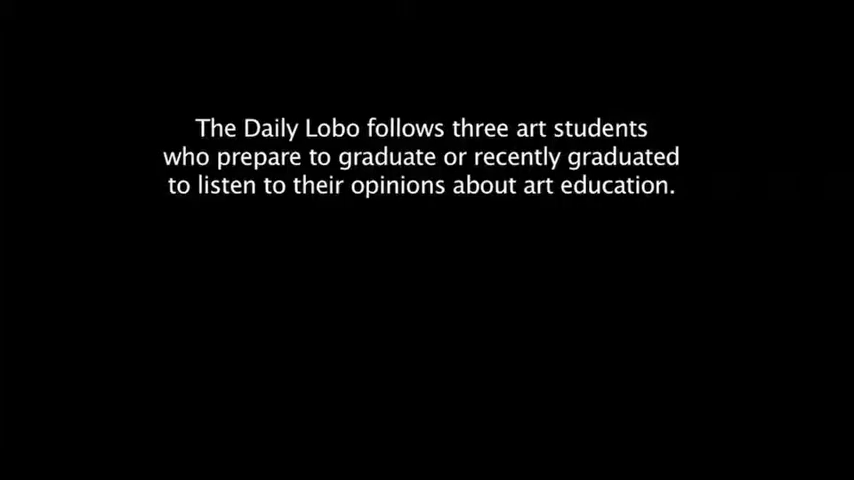 The Daily Lobo follows three art students
who prepare to graduate or recently graduated
to listen to their opinions about art education.